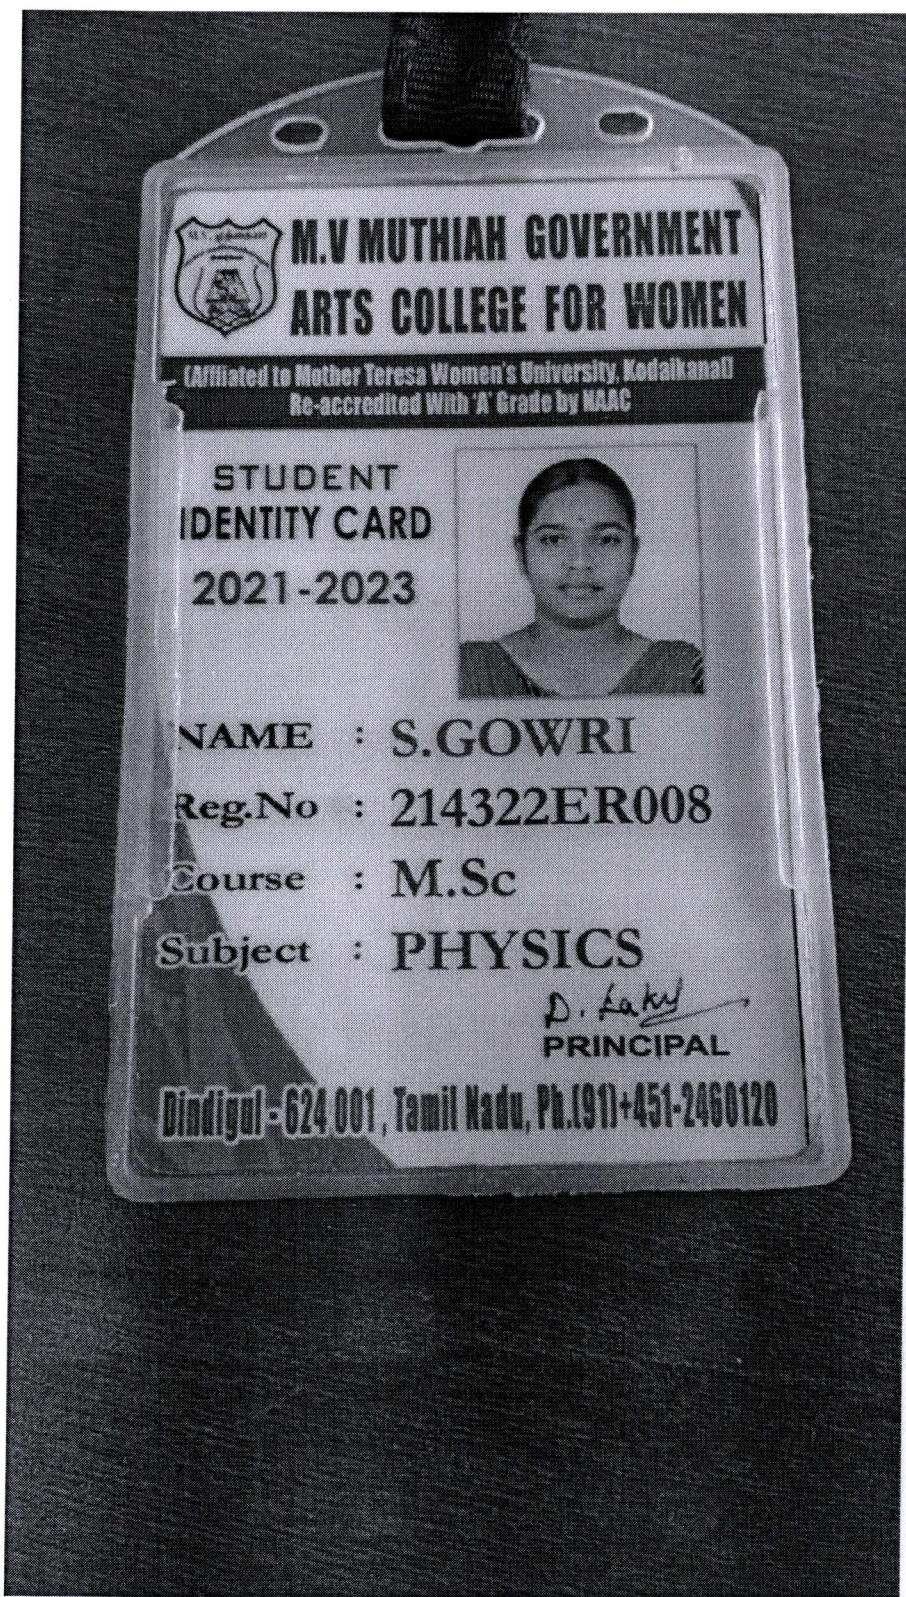 M.V MUTHIAH GOVERNMENT
ARTS COLLEGE FOR WOMEN
(Affiliated to Mother Teresa Women's University, Kodaikanal)
Re-accredited With 'A' Grade by NAAC
STUDENT
IDENTITY CARD
2021-2023
NAME : S.GOWRI
Reg.No : 214322ER008
Course : M.Sc
Subject : PHYSICS
PRINCIPAL
Dindigul - 624 001, Tamil Nadu, Ph.(91)+451-2460120